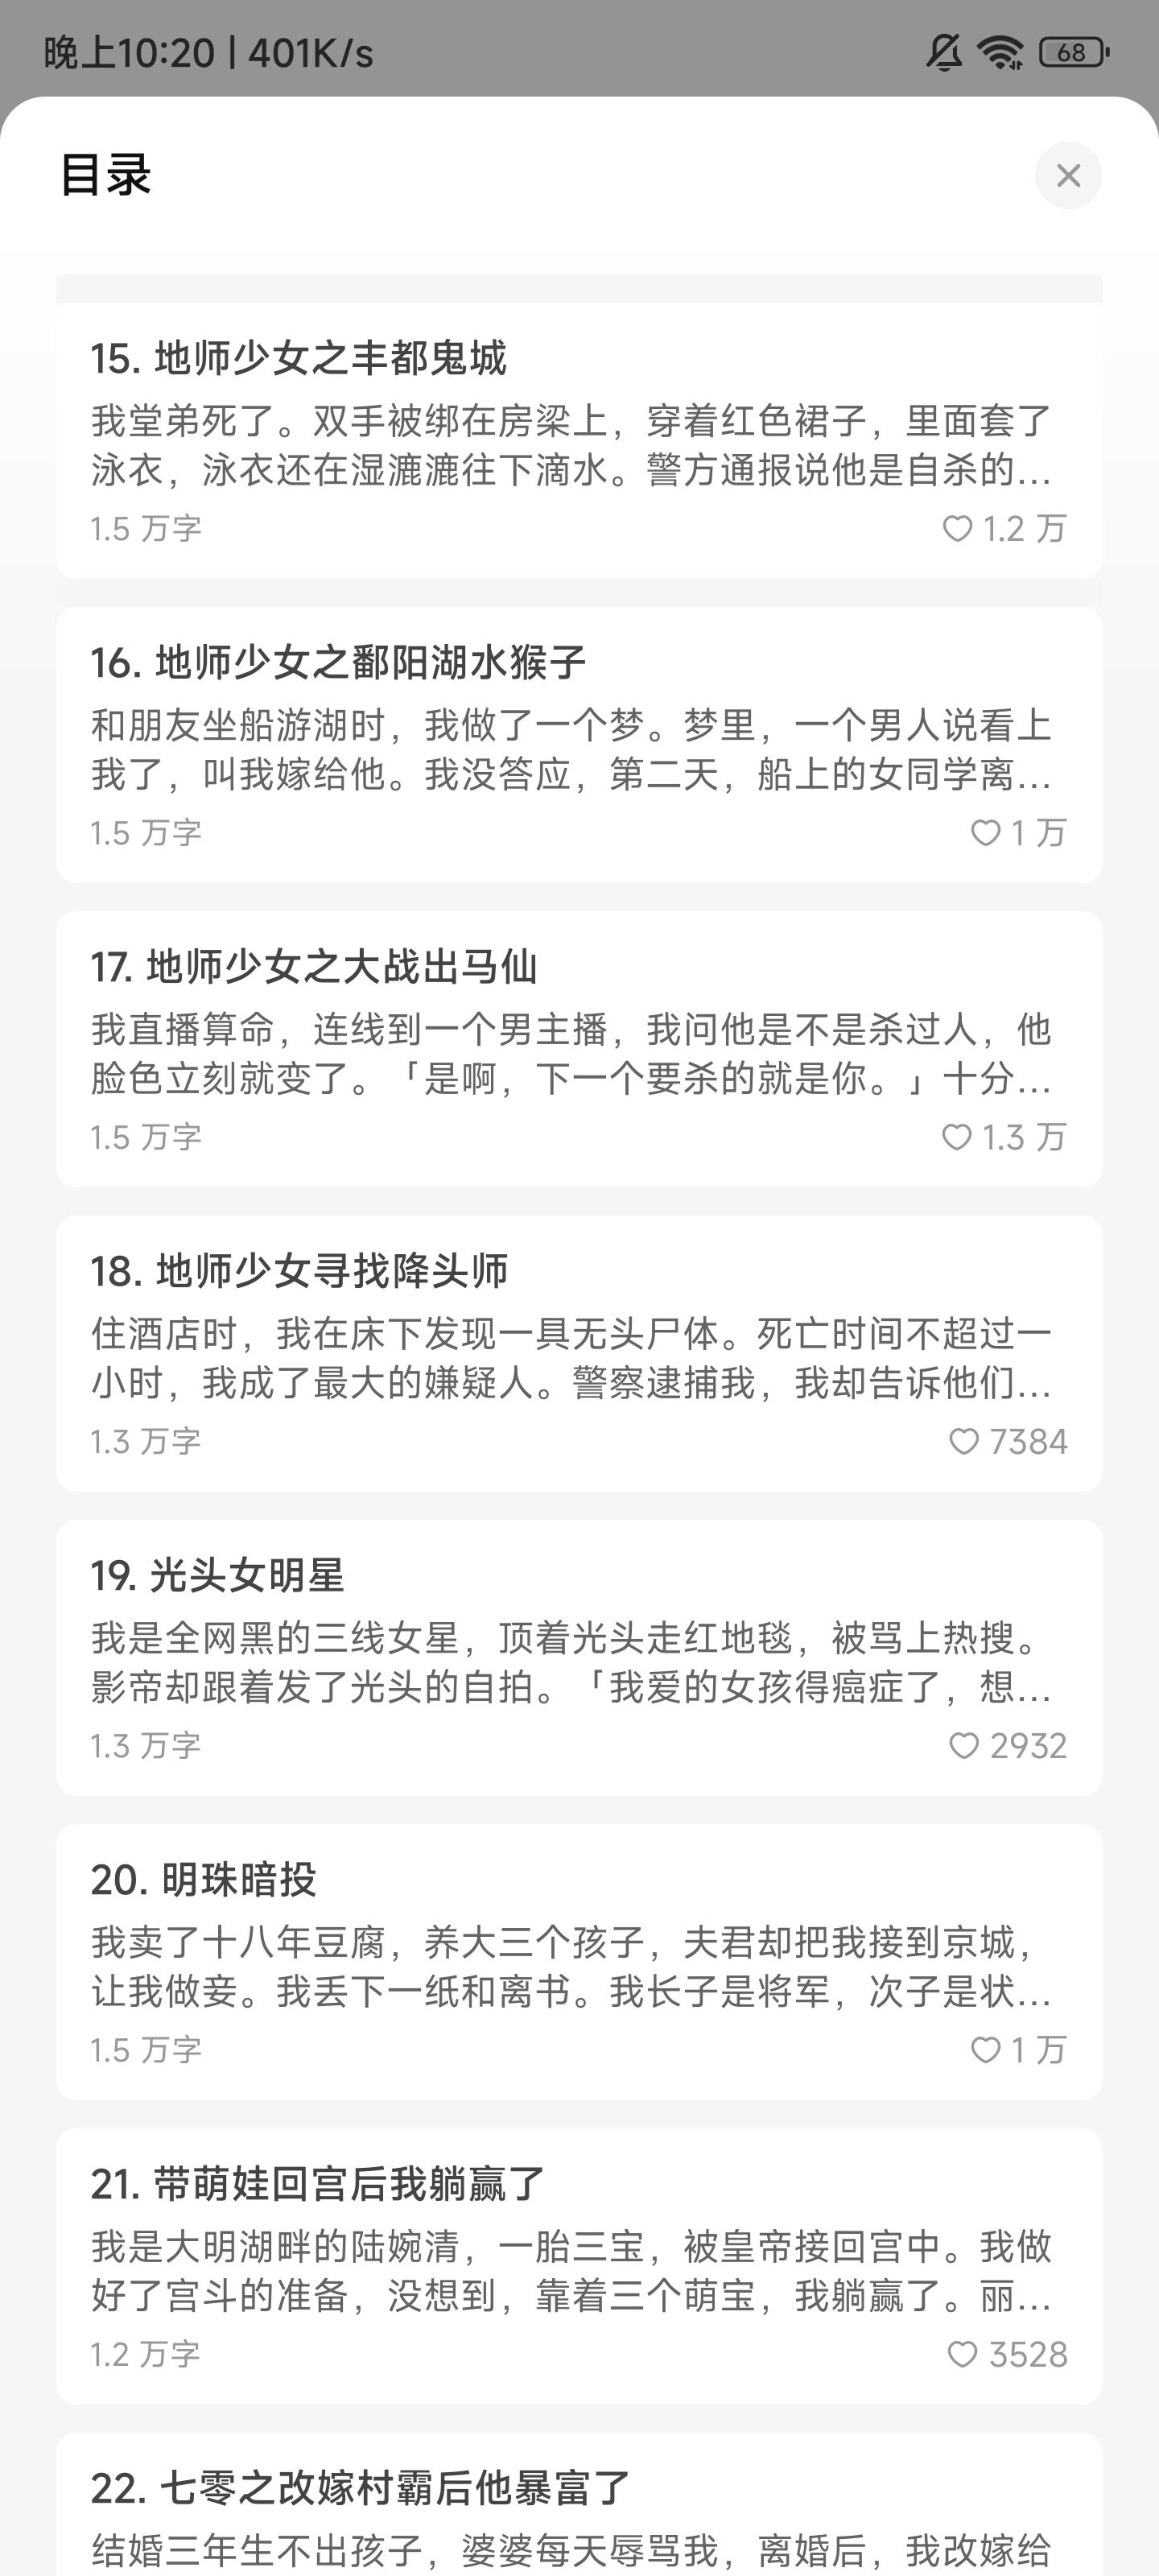 晚上10:20 | 401K/s
68
目录
15. 地师少女之丰都鬼城
我堂弟死了。双手被绑在房梁上，穿着红色裙子，里面套了
泳衣，泳衣还在湿漉漉往下滴水。警方通报说他是自杀的...
1.5 万字
1.2 万
16. 地师少女之鄱阳湖水猴子
和朋友坐船游湖时，我做了一个梦。梦里，一个男人说看上
我了，叫我嫁给他。我没答应，第二天，船上的女同学离...
1.5 万字
1 万
17. 地师少女之大战出马仙
我直播算命，连线到一个男主播，我问他是不是杀过人，他
脸色立刻就变了。「是啊，下一个要杀的就是你。」十分...
1.5 万字
1.3 万
18. 地师少女寻找降头师
住酒店时，我在床下发现一具无头尸体。死亡时间不超过一
小时，我成了最大的嫌疑人。警察逮捕我，我却告诉他们...
1.3 万字
7384
19. 光头女明星
我是全网黑的三线女星，顶着光头走红地毯，被骂上热搜。
影帝却跟着发了光头的自拍。「我爱的女孩得癌症了，想...
1.3 万字
2932
20. 明珠暗投
我卖了十八年豆腐，养大三个孩子，夫君却把我接到京城，
让我做妾。我丢下一纸和离书。我长子是将军，次子是状...
1.5 万字
1 万
21. 带萌娃回宫后我躺赢了
我是大明湖畔的陆婉清，一胎三宝，被皇帝接回宫中。我做
好了宫斗的准备，没想到，靠着三个萌宝，我躺赢了。丽...
1.2 万字
3528
22. 七零之改嫁村霸后他暴富了
结婚三年生不出孩子，婆婆每天辱骂我，离婚后，我改嫁给